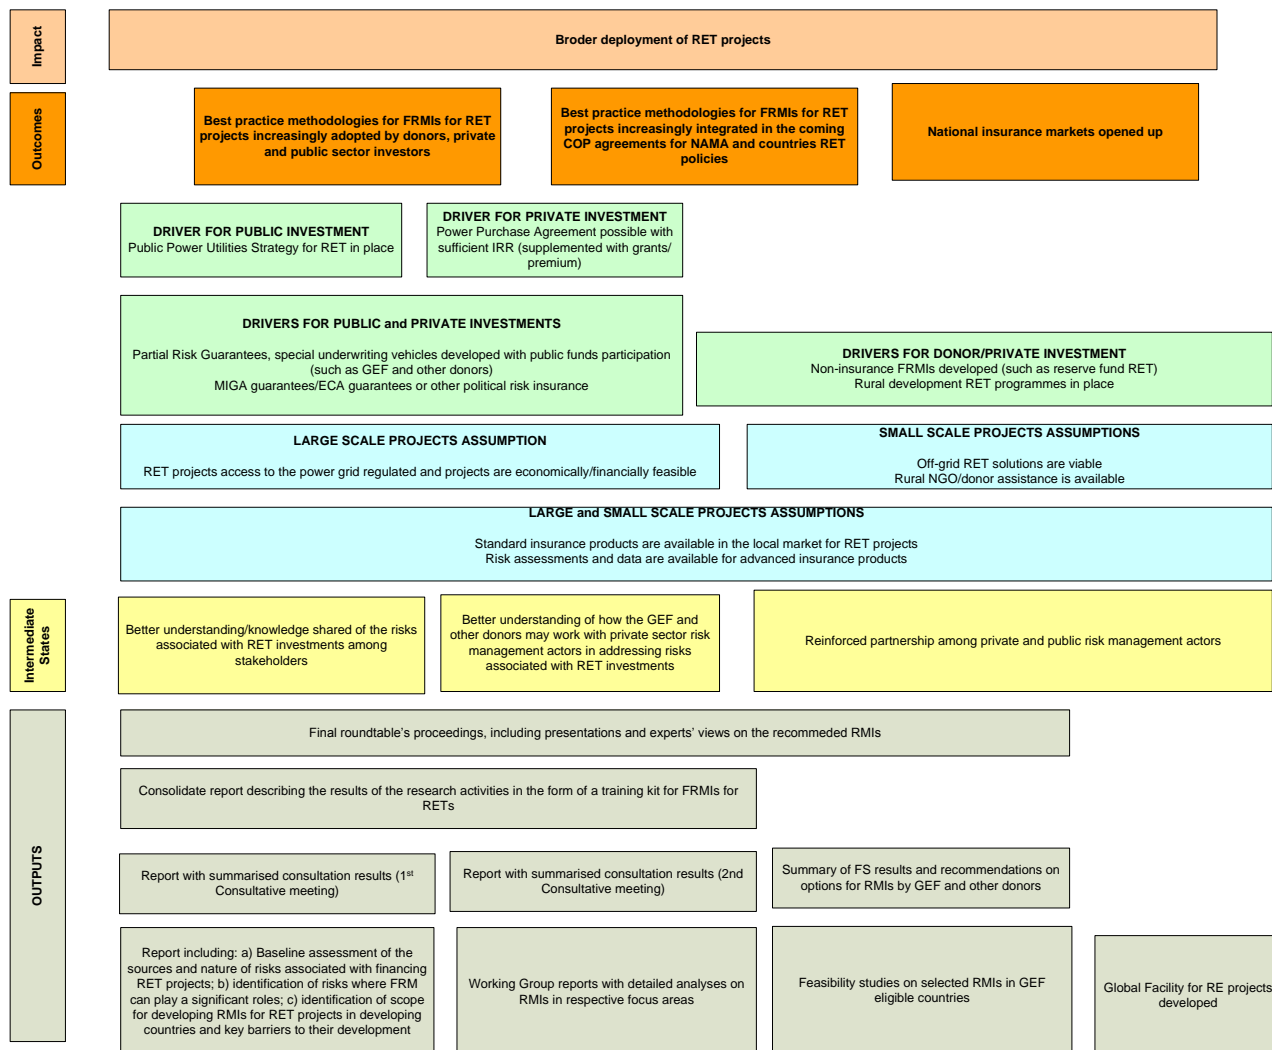 Impact
Broder deployment of RET projects
Outcomes
Best practice methodologies for FRMIs for RET
projects increasingly adopted by donors, private
and public sector investors
Best practice methodologies for FRMIs for RET
projects increasingly integrated in the coming
COP agreements for NAMA and countries RET
policies
National insurance markets opened up
DRIVER FOR PUBLIC INVESTMENT
Public Power Utilities Strategy for RET in place
DRIVER FOR PRIVATE INVESTMENT
Power Purchase Agreement possible with
sufficient IRR (supplemented with grants/
premium)
DRIVERS FOR PUBLIC and PRIVATE INVESTMENTS
Partial Risk Guarantees, special underwriting vehicles developed with public funds participation
(such as GEF and other donors)
MIGA guarantees/ECA guarantees or other political risk insurance
DRIVERS FOR DONOR/PRIVATE INVESTMENT
Non-insurance FRMIs developed (such as reserve fund RET)
Rural development RET programmes in place
LARGE SCALE PROJECTS ASSUMPTION
RET projects access to the power grid regulated and projects are economically/financially feasible
SMALL SCALE PROJECTS ASSUMPTIONS
Off-grid RET solutions are viable
Rural NGO/donor assistance is available
LARGE and SMALL SCALE PROJECTS ASSUMPTIONS
Standard insurance products are available in the local market for RET projects
Risk assessments and data are available for advanced insurance products
Intermediate
States
Better understanding/knowledge shared of the risks
associated with RET investments among
stakeholders
Better understanding of how the GEF and
other donors may work with private sector risk
management actors in addressing risks
associated with RET investments
Reinforced partnership among private and public risk management actors
OUTPUTS
Final roundtable's proceedings, including presentations and experts' views on the recommeded RMIs
Consolidate report describing the results of the research activities in the form of a training kit for FRMIs for
RETs
Report with summarised consultation results (1st
Consultative meeting)
Report with summarised consultation results (2nd
Consultative meeting)
Summary of FS results and recommendations on
options for RMIs by GEF and other donors
Report including: a) Baseline assessment of the
sources and nature of risks associated with financing
RET projects; b) identification of risks where FRM
can play a significant roles; c) identification of scope
for developing RMIs for RET projects in developing
countries and key barriers to their development
Working Group reports with detailed analyses on
RMIs in respective focus areas
Feasibility studies on selected RMIs in GEF
eligible countries
Global Facility for RE projects
developed